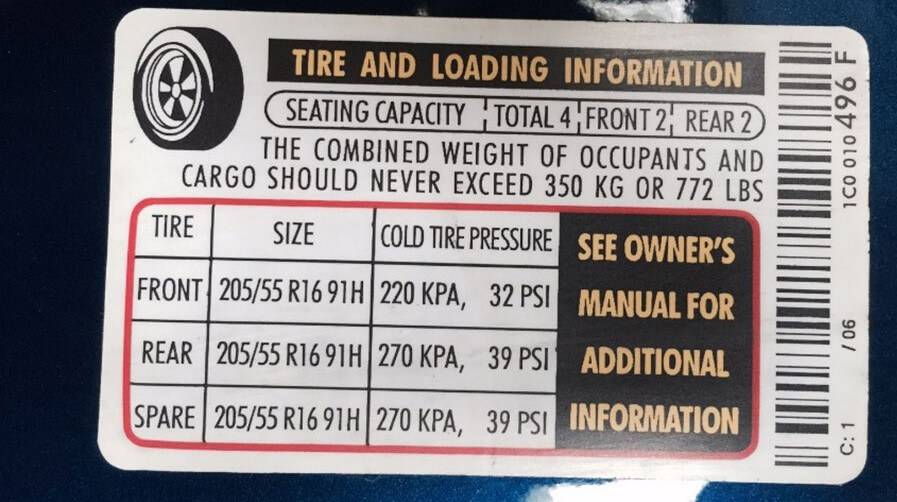 TIRE AND LOADING INFORMATION
SEATING CAPACITY TOTAL 4 FRONT 2 REAR 2
THE COMBINED WEIGHT OF OCCUPANTS AND
CARGO SHOULD NEVER EXCEED 350 KG OR 772 LBS
TIRE SIZE COLD TIRE PRESSURE
FRONT 205/55 R16 91H 220 KPA, 32 PSI
REAR 205/55 R16 91H 270 KPA, 39 PSI
SPARE 205/55 R16 91H 270 KPA, 39 PSI
SEE OWNER'S
MANUAL FOR
ADDITIONAL
INFORMATION
1C0 010 496 F
/ 06
C: 1